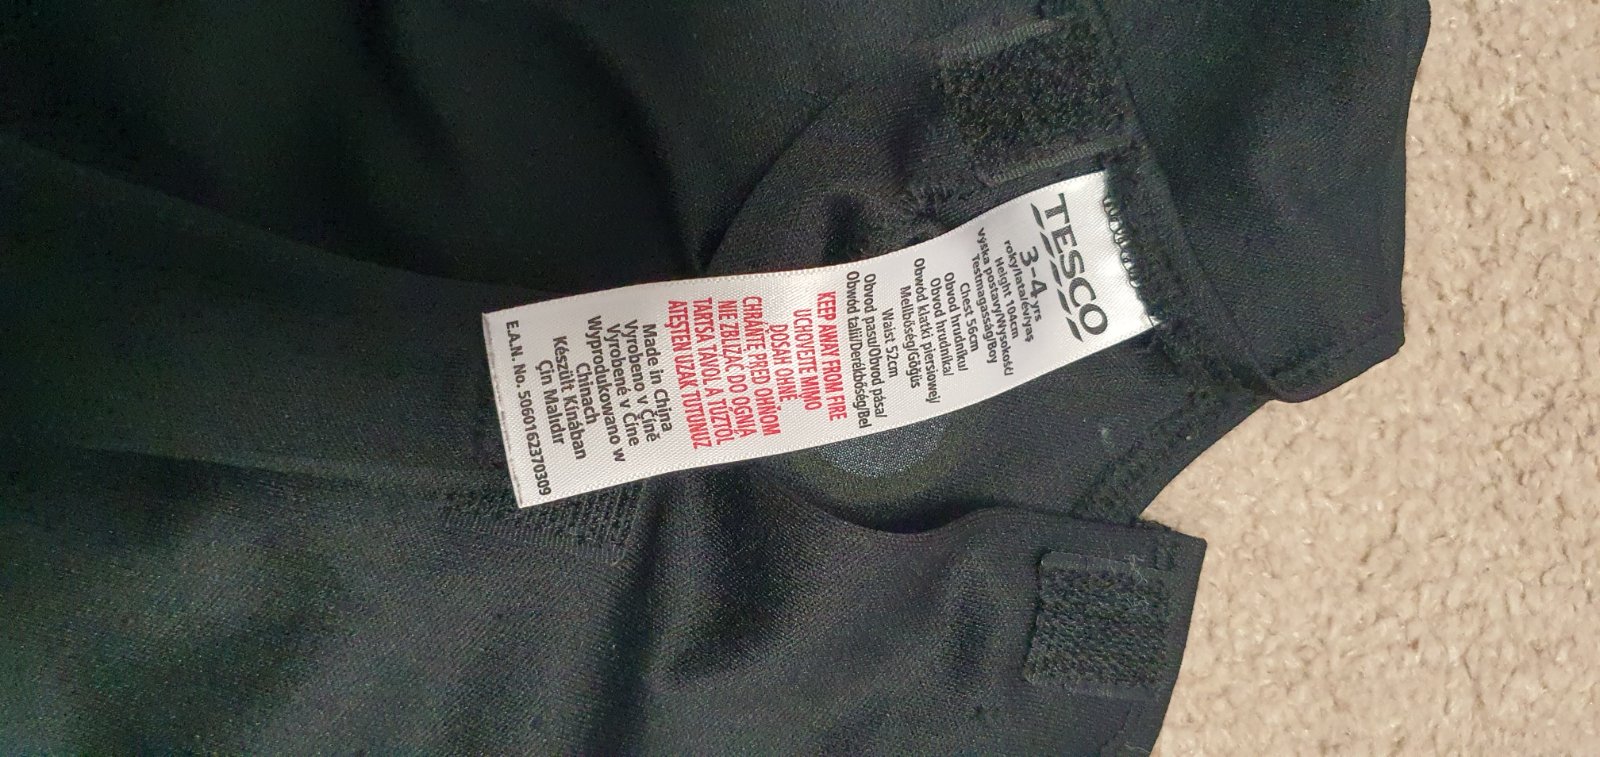 TESCO
3-4 yrs
roky/lata/év/yaş
Height 104cm
Výška postavy/Wysokość/
Testmagasság/Boy
Chest 56cm
Obvod hrudníku/
Obvod hrudníka/
Obwód klatki piersiowej/
Mellbőség/Göğüs
Waist 52cm
Obvod pasu/Obvod pása/
Obwód talii/Derékbőség/Bel
KEEP AWAY FROM FIRE
UCHOVEJTE MIMO
DOSAH OHNĚ
CHRÁŇTE PRED OHŇOM
NIE ZBLIŻAĆ DO OGNIA
TARTSA TÁVOL A TŰZTŐL
ATEŞTEN UZAK TUTUNUZ
Made in China
Vyrobeno v Číně
Vyrobené v Číne
Wyprodukowano w
Chinach
Készült Kínában
Çin Malıdır
E.A.N. No. 5060162370309